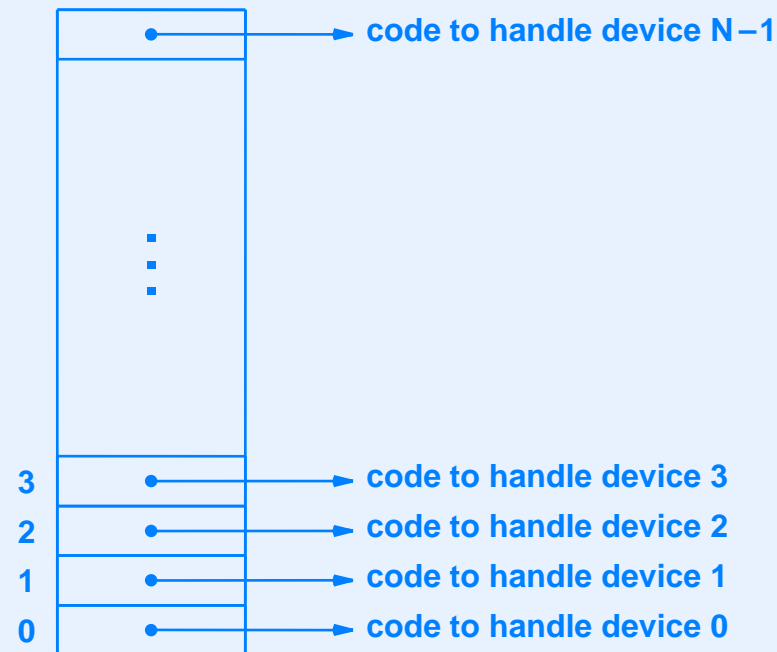 code to handle device N–1
3 code to handle device 3
2 code to handle device 2
1 code to handle device 1
0 code to handle device 0